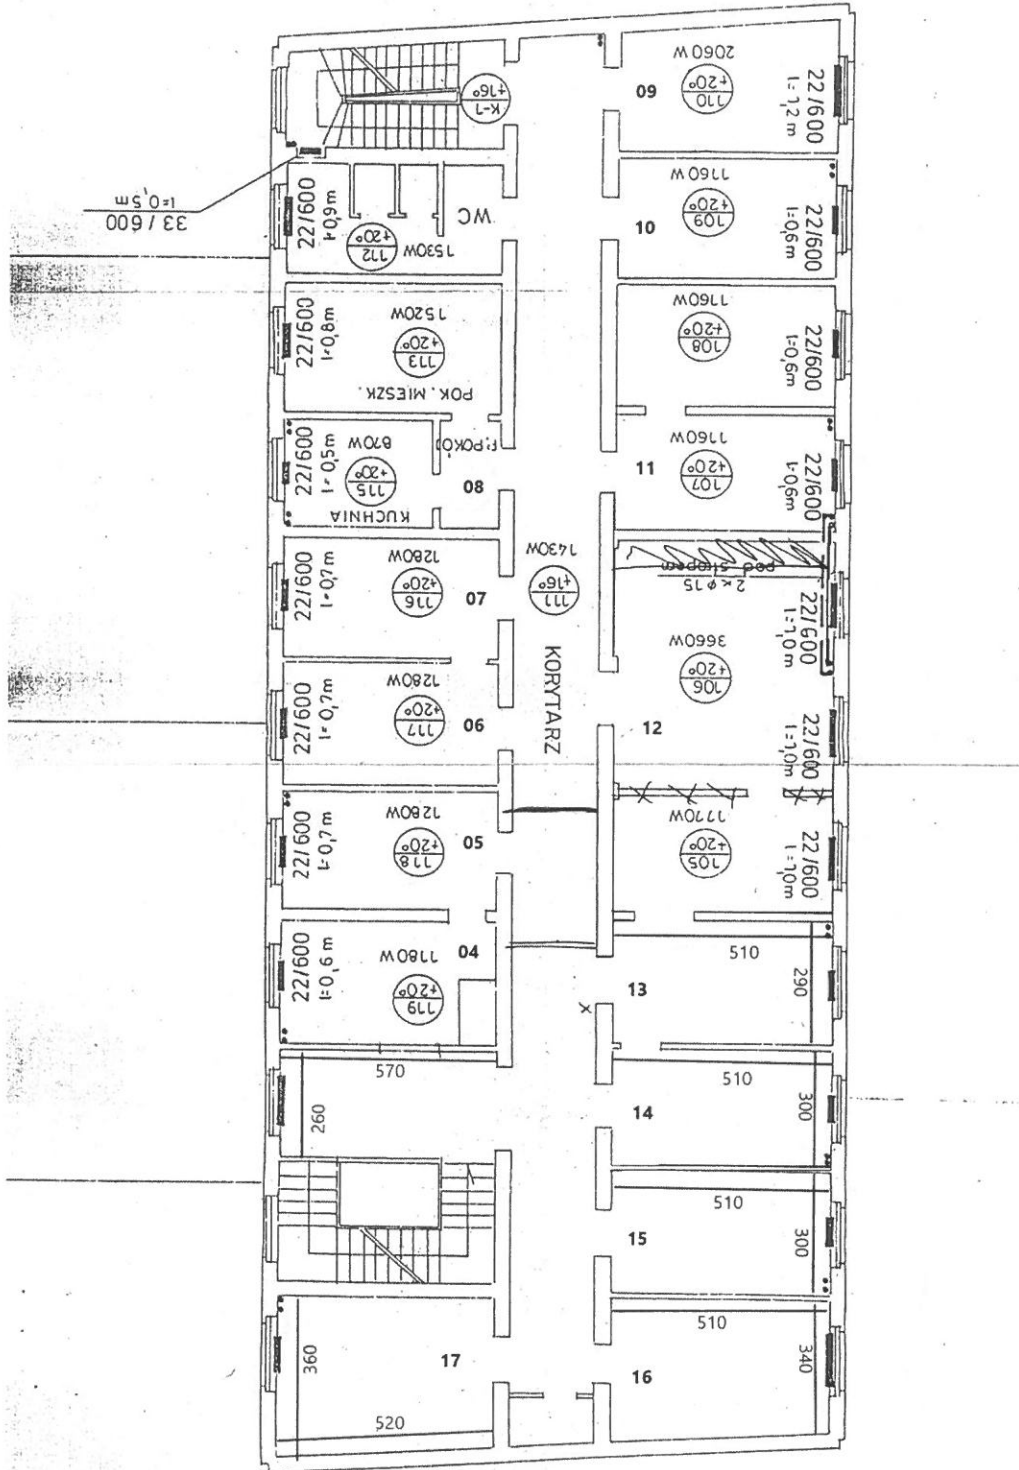 2060W
110
+20°
09
22/600
l=1,2 m
K-1
+16°
33/600
l=0,5m
22/600
l=0,9m
112
+20°
1530W
WC
1160W
109
+20°
10
22/600
l=0,6m
22/600
l=0,8m
1520W
113
+20°
POK. MIESZK.
1160W
108
+20°
22/600
l=0,6m
22/600
l=0,5m
870W
115
+20°
KUCHNIA
P.POKÓ
08
1160W
107
+20°
11
22/600
l=0,6m
22/600
l=0,7m
1280W
116
+20°
07
1430W
111
+16°
KORYTARZ
2 x ø 15
pod stropem
3660W
106
+20°
12
22/600
l=1,0m
22/600
l=1,0m
22/600
l=0,7m
1280W
117
+20°
06
22/600
l=0,7m
1280W
118
+20°
05
1770W
105
+20°
22/600
l=1,0m
22/600
l=0,6m
1180W
119
+20°
04
510
290
13
x
570
260
510
300
14
510
300
15
510
340
16
360
520
17